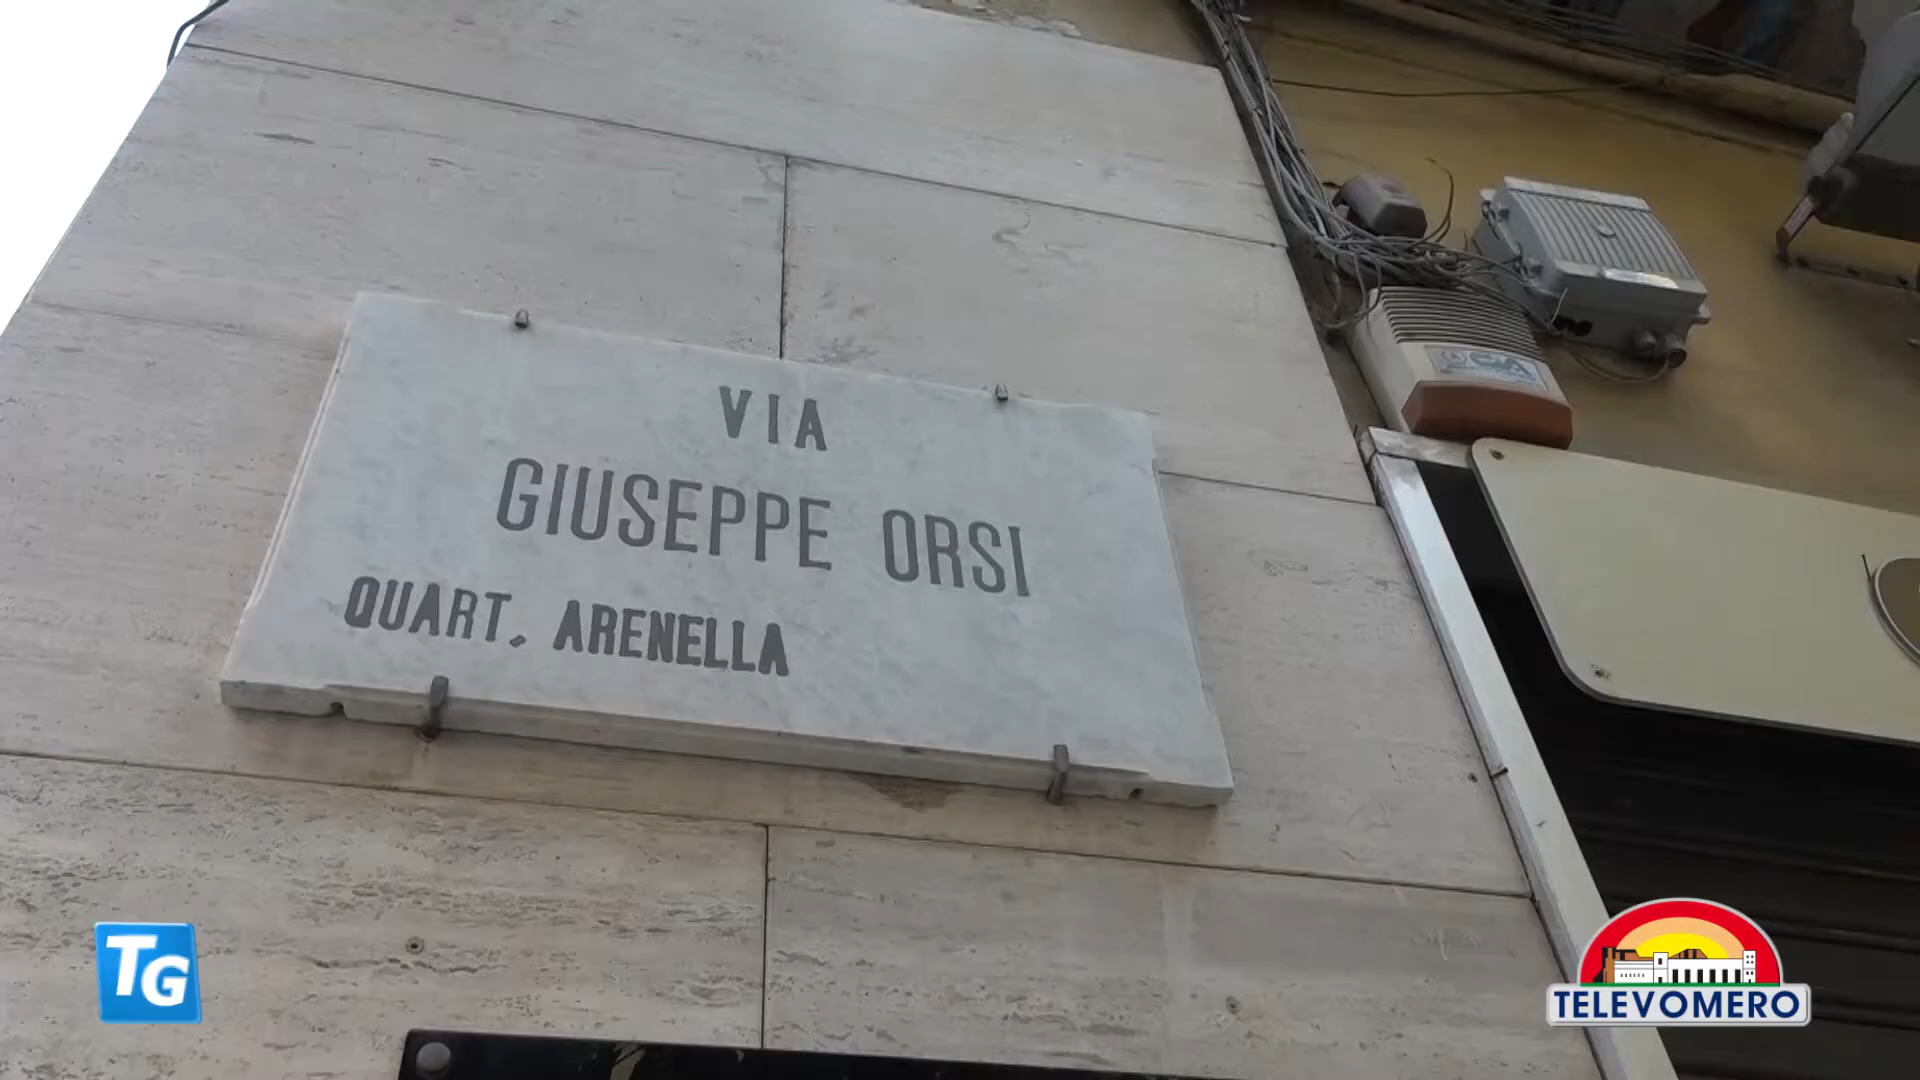 VIA
GIUSEPPE ORSI
QUART. ARENELLA
TG
TELEVOMERO